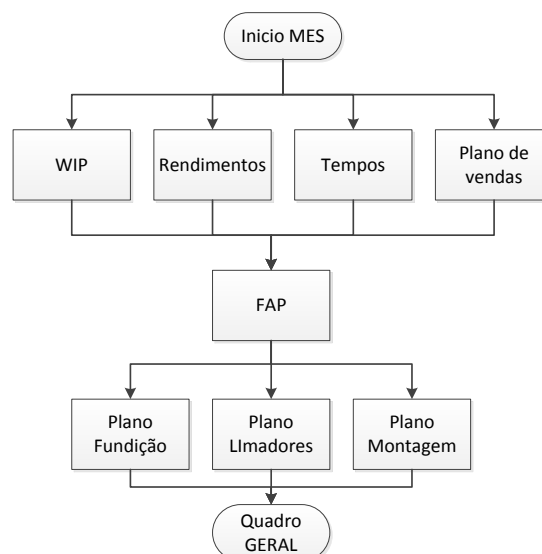 Inicio MES
WIP
Rendimentos
Tempos
Plano de
vendas
FAP
Plano
Fundição
Plano
LImadores
Plano
Montagem
Quadro
GERAL